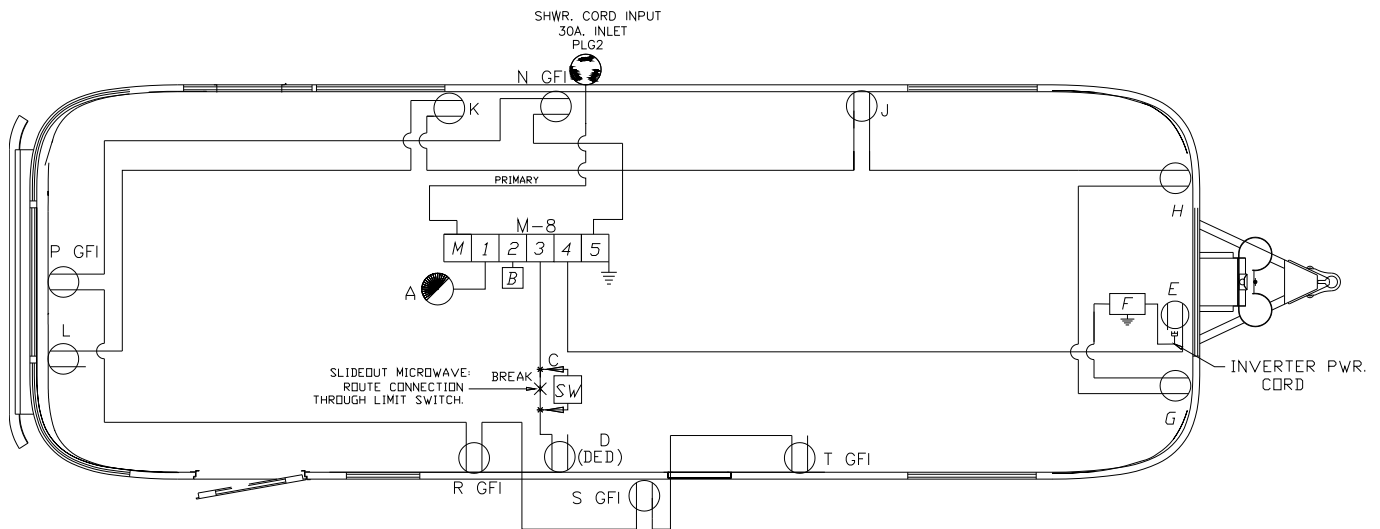 SHWR. CORD INPUT
30A. INLET
PLG2
N GFI
K
J
PRIMARY
H
M-8
M 1 2 3 4 5
B
A
P GFI
L
E
F
SLIDEOUT MICROWAVE:
ROUTE CONNECTION
THROUGH LIMIT SWITCH.
BREAK
C
SW
INVERTER PWR.
CORD
G
D
(DED)
R GFI
S GFI
T GFI